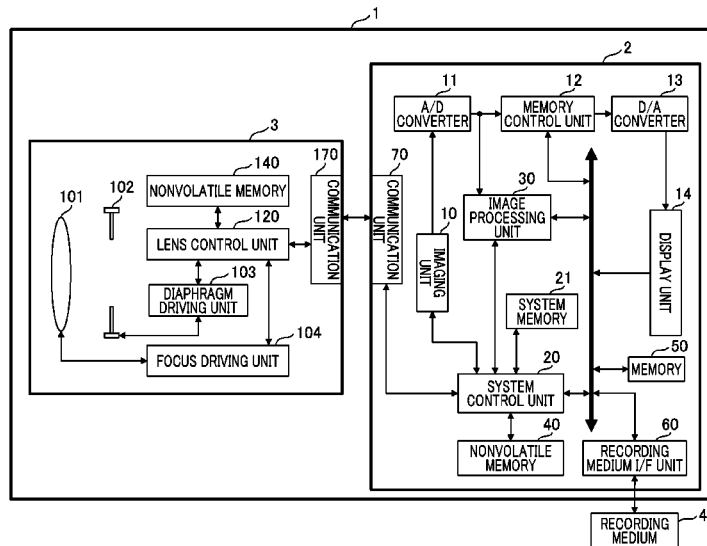 1
2
3
11
12
13
A/D
CONVERTER
MEMORY
CONTROL UNIT
D/A
CONVERTER
140
NONVOLATILE MEMORY
170
COMMUNICATION
UNIT
70
COMMUNICATION
UNIT
101
102
120
LENS CONTROL UNIT
103
DIAPHRAGM
DRIVING UNIT
104
FOCUS DRIVING UNIT
10
IMAGING
UNIT
30
IMAGE
PROCESSING
UNIT
14
DISPLAY UNIT
21
SYSTEM
MEMORY
20
SYSTEM
CONTROL UNIT
50
MEMORY
40
NONVOLATILE
MEMORY
60
RECORDING
MEDIUM I/F UNIT
4
RECORDING
MEDIUM